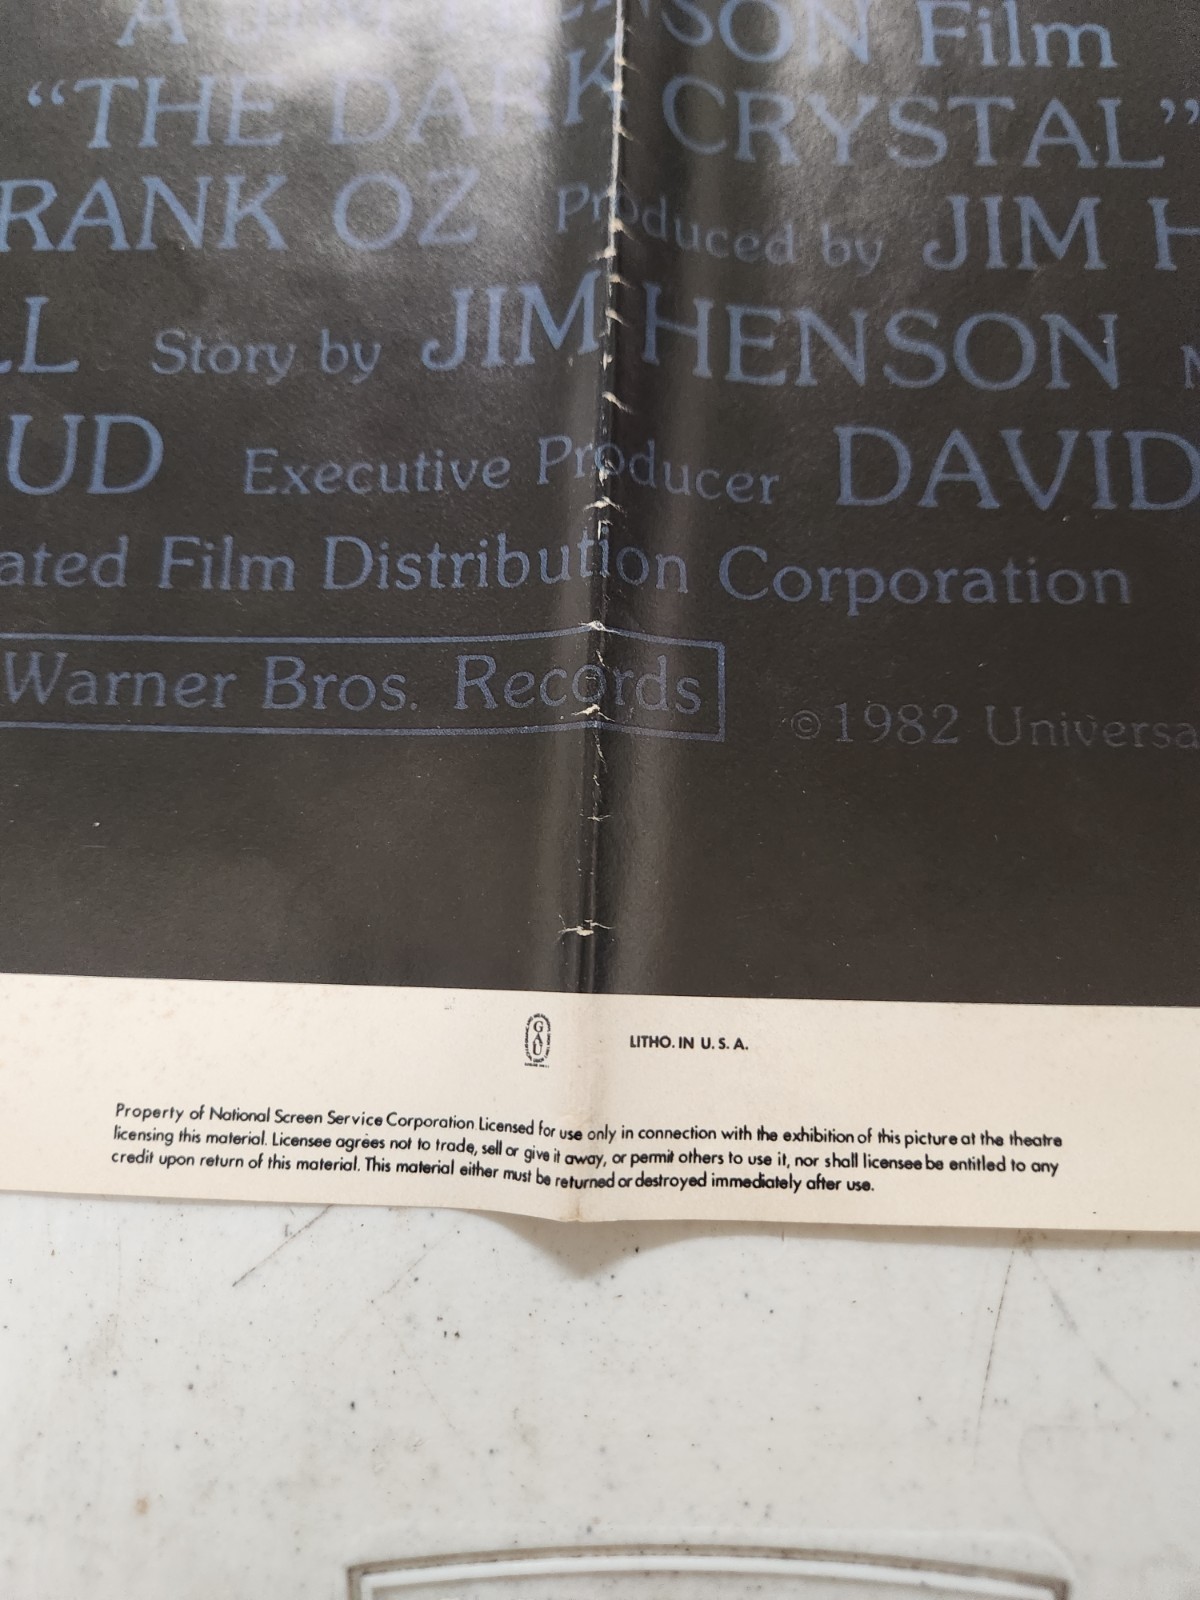 A JIM HENSON Film
“THE DARK CRYSTAL”
RANK OZ Produced by JIM H
LL Story by JIM HENSON
UD Executive Producer DAVID
ated Film Distribution Corporation
Warner Bros. Records
©1982 Universa
GAU
LITHO. IN U. S. A.
Property of National Screen Service Corporation Licensed for use only in connection with the exhibition of this picture at the theatre
licensing this material. Licensee agrees not to trade, sell or give it away, or permit others to use it, nor shall licensee be entitled to any
credit upon return of this material. This material either must be returned or destroyed immediately after use.